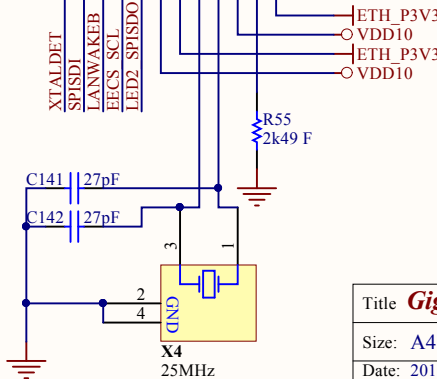 ETH_P3V3
VDD10
ETH_P3V3
VDD10
XTALDET
SPISDI
LANWAKEB
EECS SCL
LED2 SPISDO
R55
2k49 F
C141 27pF
C142 27pF
3
1
2
4
GND
X4
25MHz
Title Gig
Size: A4
Date: 201